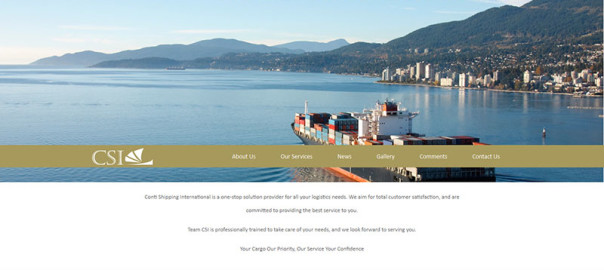 CSI
About Us Our Services News Gallery Comments Contact Us
Conti Shipping International is a one-stop solution provider for all your logistics needs. We aim for total customer satisfaction, and are
committed to providing the best service to you.
Team CSI is professionally trained to take care of your needs, and we look forward to serving you.
Your Cargo Our Priority, Our Service Your Confidence